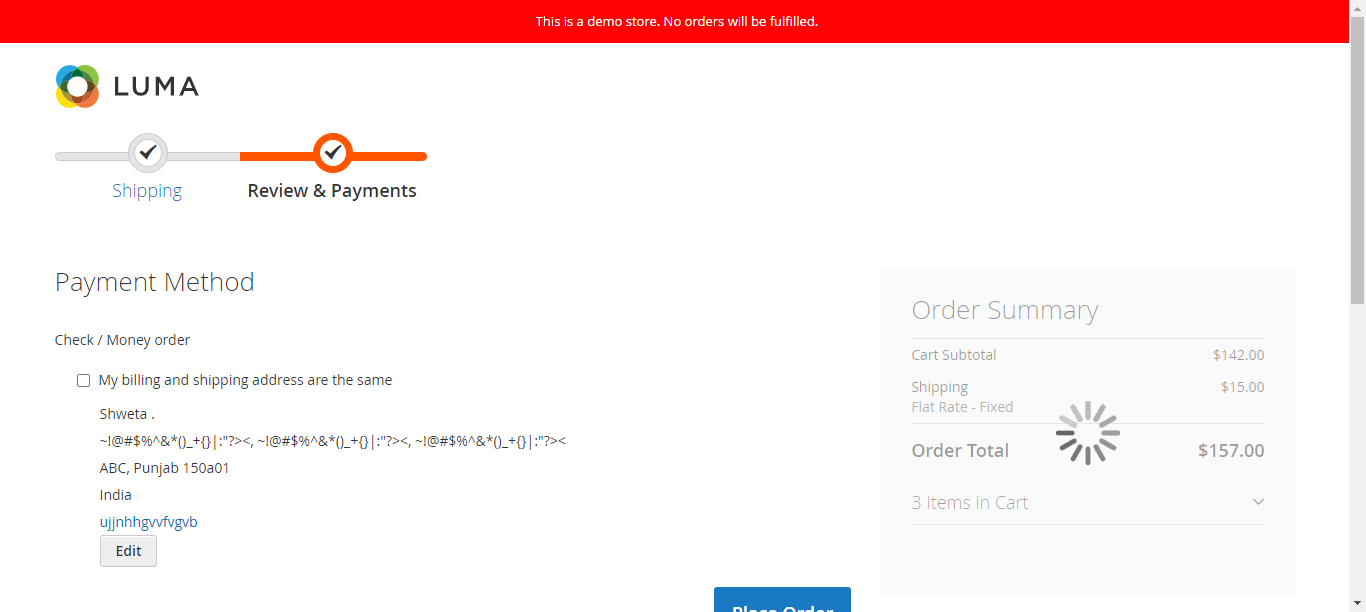 This is a demo store. No orders will be fulfilled.
LUMA
Shipping
Review & Payments
Payment Method
Check / Money order
My billing and shipping address are the same
Shweta .
~!@#$%^&*()_+{}|:"?><, ~!@#$%^&*()_+{}|:"?><, ~!@#$%^&*()_+{}|:"?><
ABC, Punjab 150a01
India
ujjnhhgvvfvgvb
Edit
Place Order
Order Summary
Cart Subtotal $142.00
Shipping $15.00
Flat Rate - Fixed
Order Total $157.00
3 Items in Cart